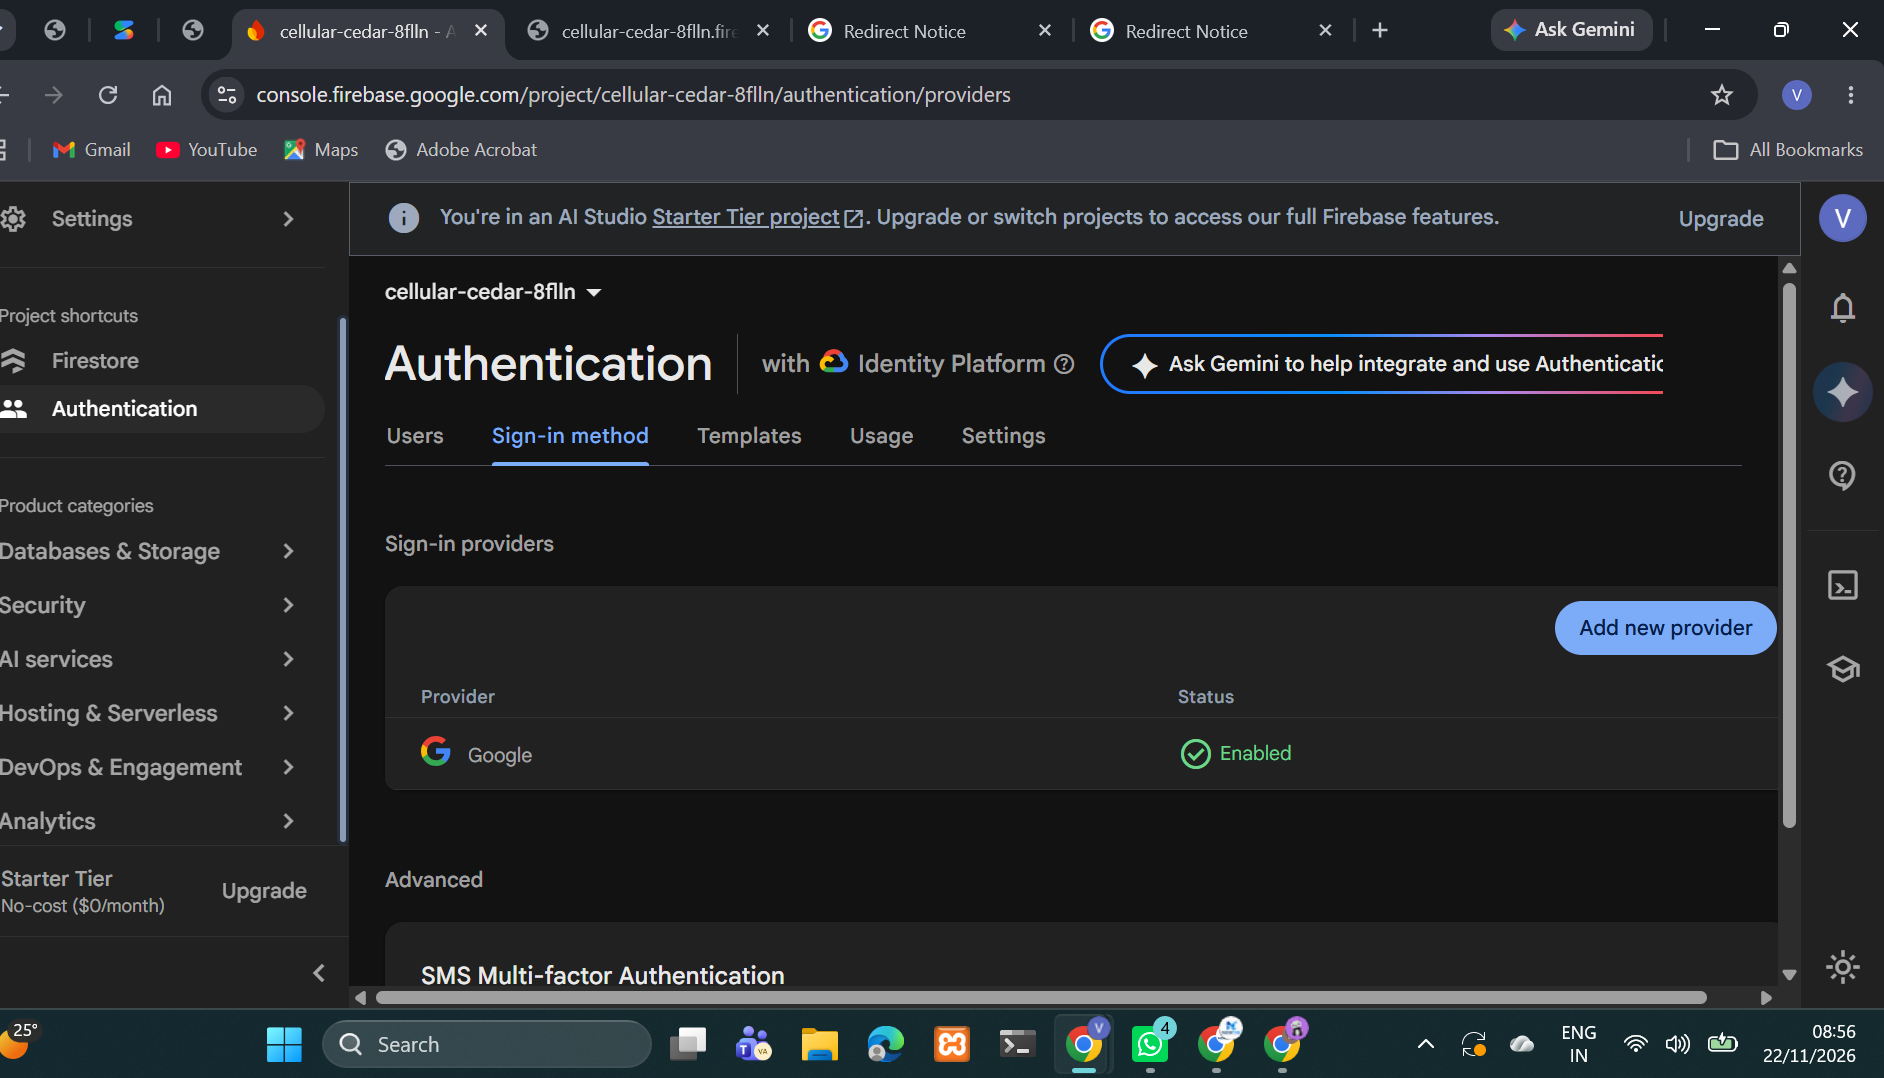 cellular-cedar-8flln - A
cellular-cedar-8flln.fire
Redirect Notice
Redirect Notice
Ask Gemini
console.firebase.google.com/project/cellular-cedar-8flln/authentication/providers
V
Gmail
YouTube
Maps
Adobe Acrobat
All Bookmarks
Settings
Project shortcuts
Firestore
Authentication
Product categories
Databases & Storage
Security
AI services
Hosting & Serverless
DevOps & Engagement
Analytics
Starter Tier
No-cost ($0/month)
Upgrade
You're in an AI Studio Starter Tier project. Upgrade or switch projects to access our full Firebase features.
Upgrade
V
cellular-cedar-8flln
Authentication
with Identity Platform
Ask Gemini to help integrate and use Authenticatic
Users
Sign-in method
Templates
Usage
Settings
Sign-in providers
Add new provider
Provider
Status
Google
Enabled
Advanced
SMS Multi-factor Authentication
25°
Search
T
VA
V
4
ENG
IN
08:56
22/11/2026